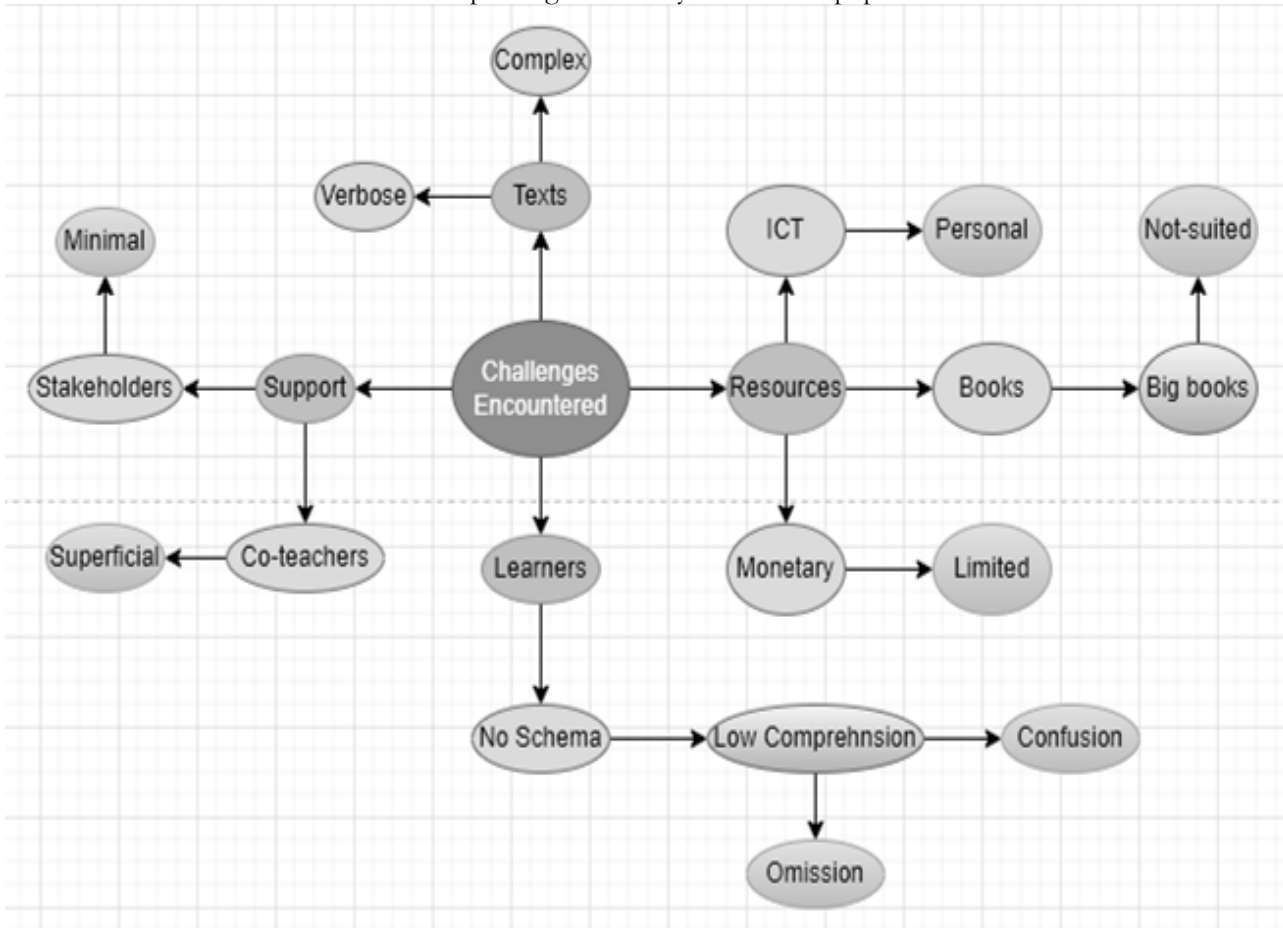 Complex
Verbose
Texts
Minimal
ICT
Personal
Not-suited
Stakeholders
Support
Challenges
Encountered
Resources
Books
Big books
Superficial
Co-teachers
Learners
Monetary
Limited
No Schema
Low Comprehnsion
Confusion
Omission